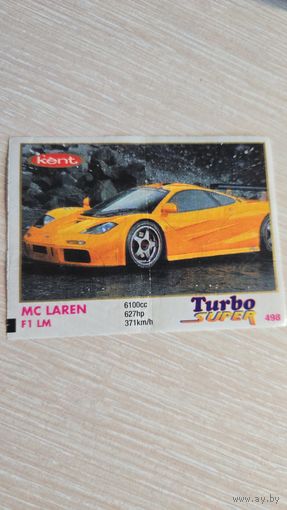 kent
MC LAREN
F1 LM
6100cc
627hp
371km/h
Turbo
SUPER
498
© www.ay.by